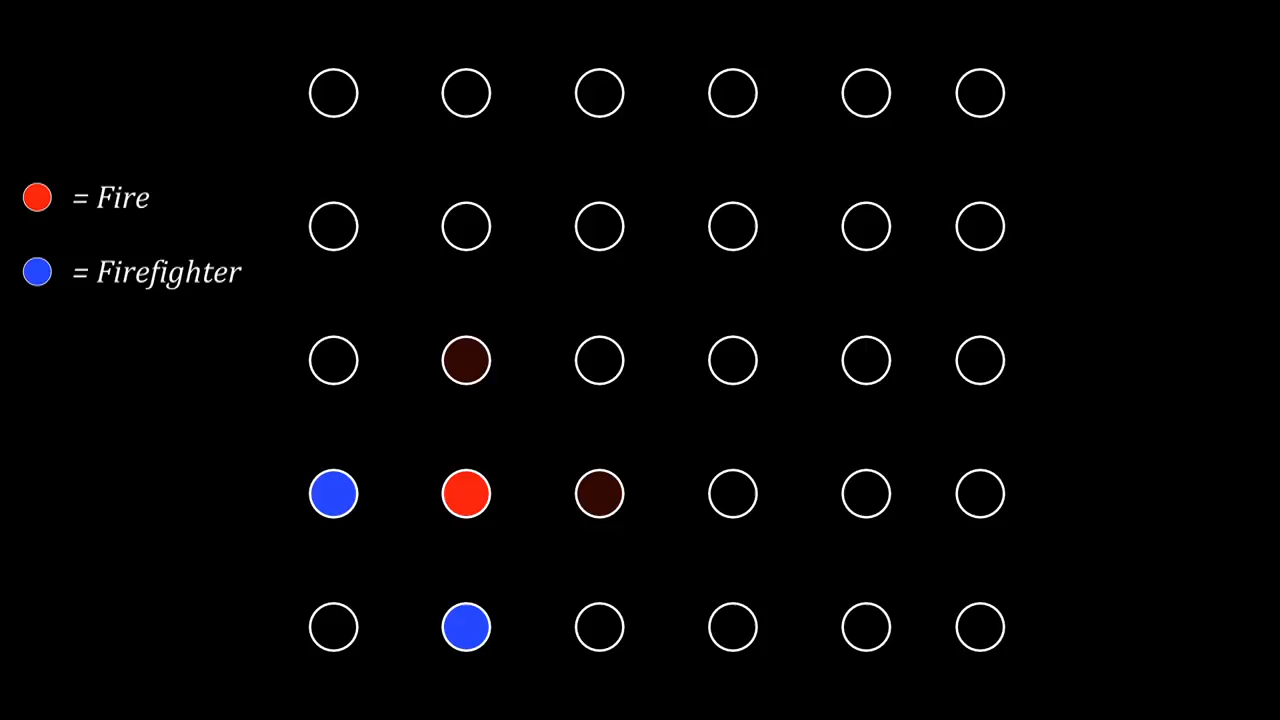 = Fire
= Firefighter